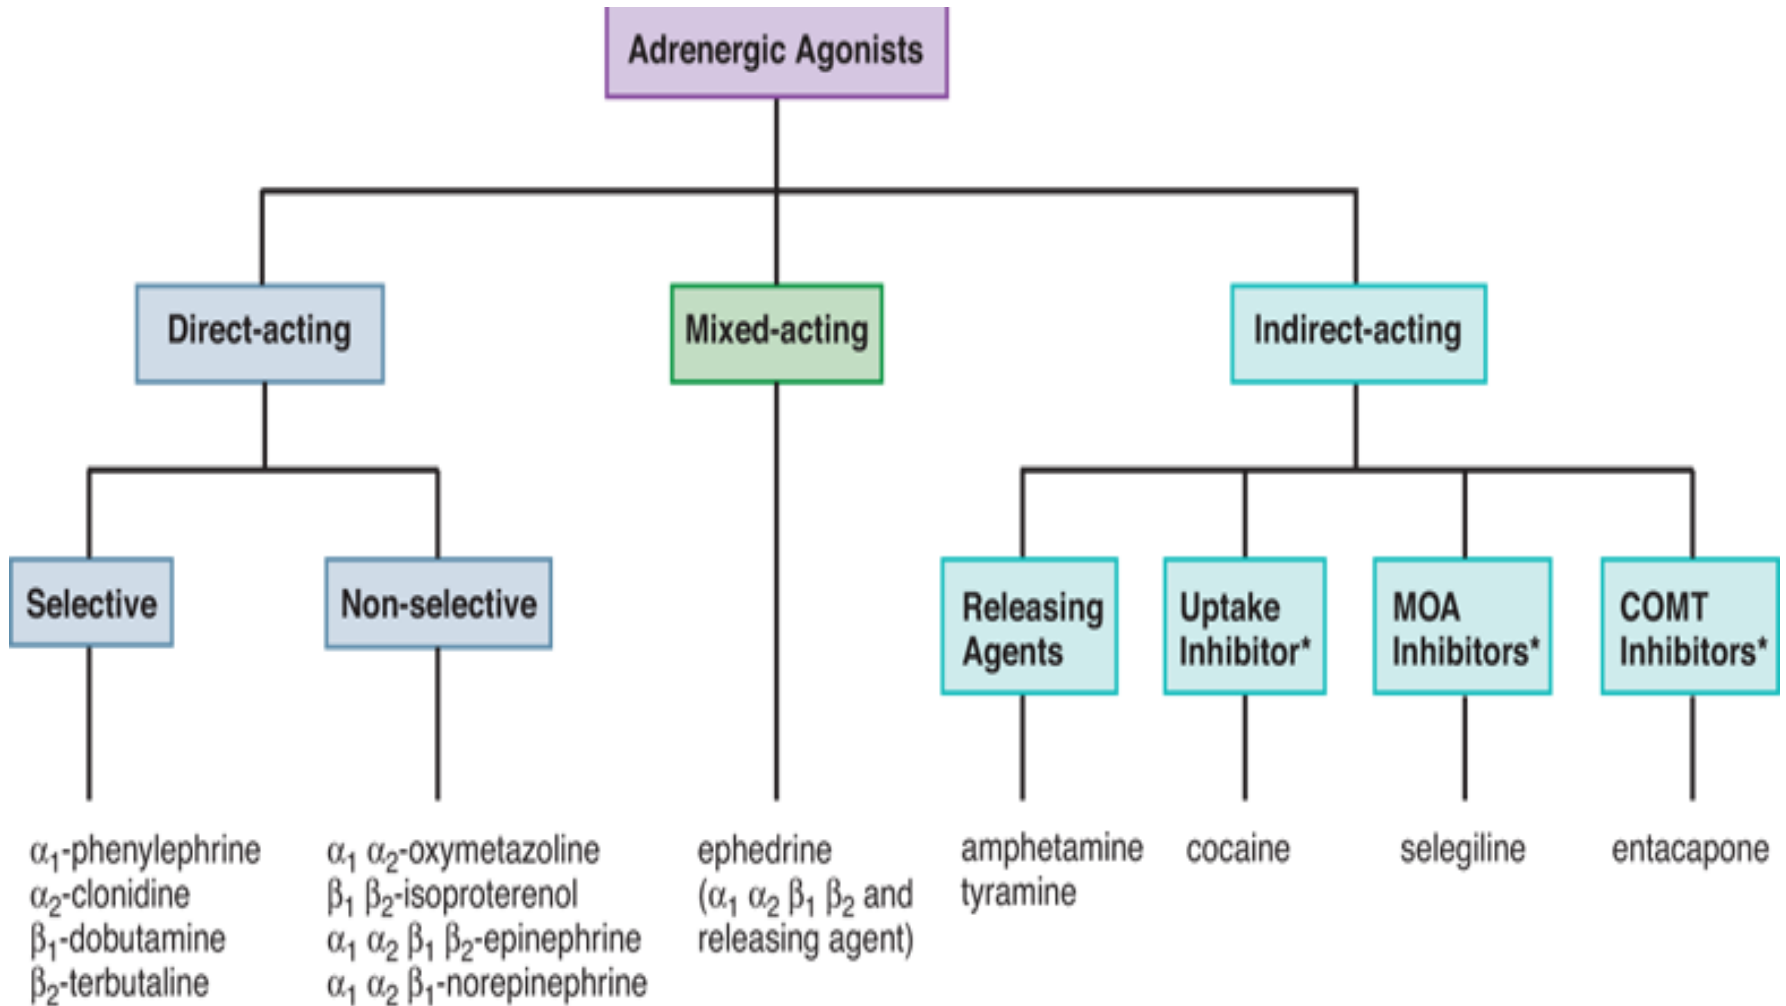 Adrenergic Agonists
Direct-acting
Mixed-acting
Indirect-acting
Selective
Non-selective
Releasing
Agents
Uptake
Inhibitor*
MOA
Inhibitors*
COMT
Inhibitors*
α₁-phenylephrine
α₂-clonidine
β₁-dobutamine
β₂-terbutaline
α₁ α₂-oxymetazoline
β₁ β₂-isoproterenol
α₁ α₂ β₁ β₂-epinephrine
α₁ α₂ β₁-norepinephrine
ephedrine
(α₁ α₂ β₁ β₂ and
releasing agent)
amphetamine
tyramine
cocaine
selegiline
entacapone